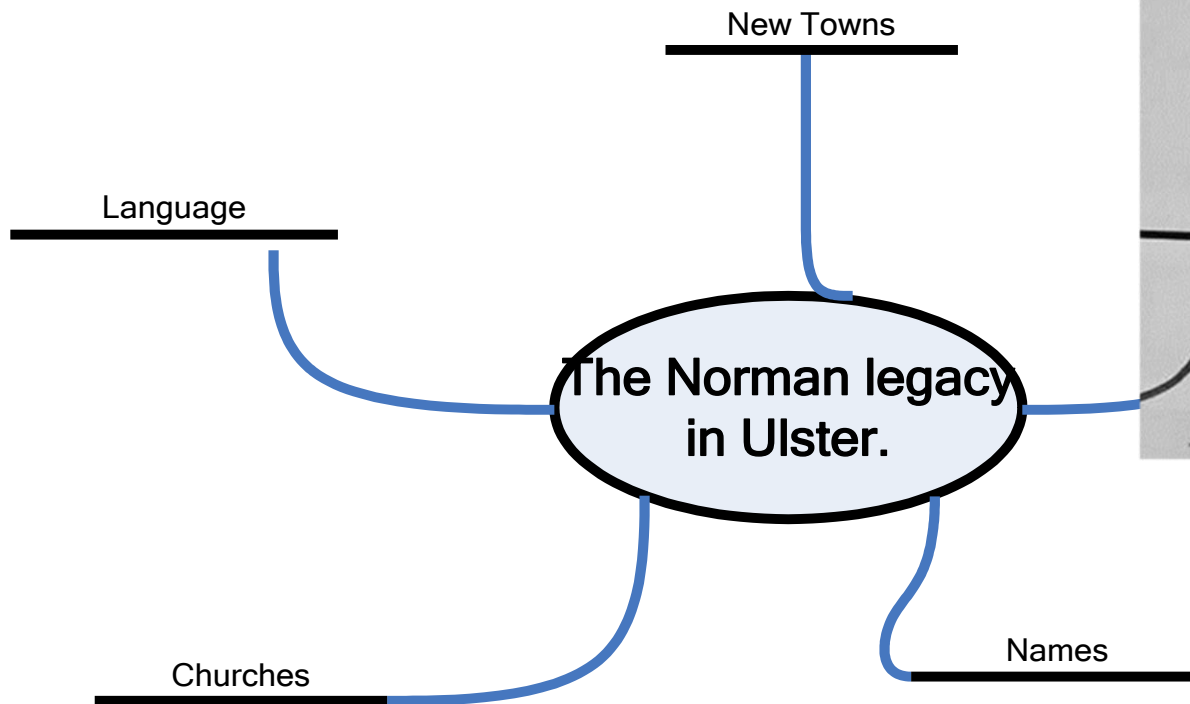 New Towns
Language
The Norman legacy
in Ulster.
Names
Churches